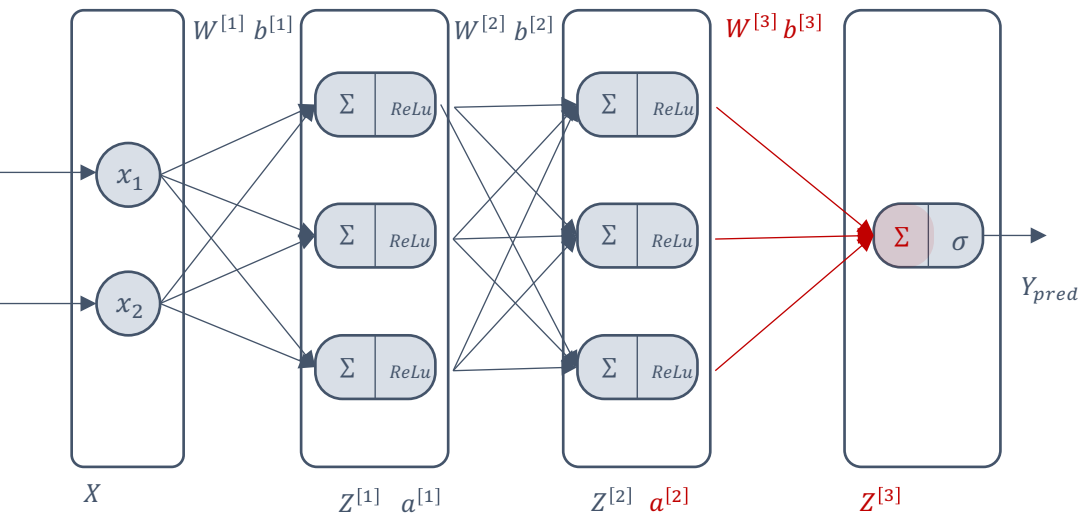 W^[1] b^[1]
W^[2] b^[2]
W^[3] b^[3]
Σ ReLu
Σ ReLu
x_1
Σ ReLu
Σ ReLu
Σ σ
x_2
Y_pred
Σ ReLu
Σ ReLu
X
Z^[1] a^[1]
Z^[2] a^[2]
Z^[3]